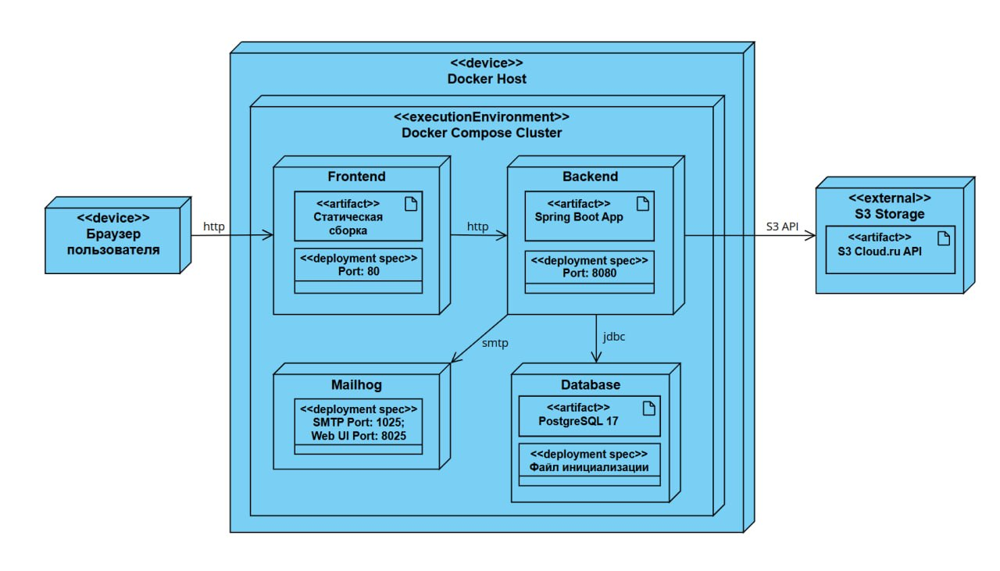 <<device>>
Docker Host
<<executionEnvironment>>
Docker Compose Cluster
<<device>>
Браузер
пользователя
http
Frontend
<<artifact>>
Статическая
сборка
<<deployment spec>>
Port: 80
http
Backend
<<artifact>>
Spring Boot App
<<deployment spec>>
Port: 8080
S3 API
<<external>>
S3 Storage
<<artifact>>
S3 Cloud.ru API
smtp
jdbc
Mailhog
<<deployment spec>>
SMTP Port: 1025;
Web UI Port: 8025
Database
<<artifact>>
PostgreSQL 17
<<deployment spec>>
Файл инициализации